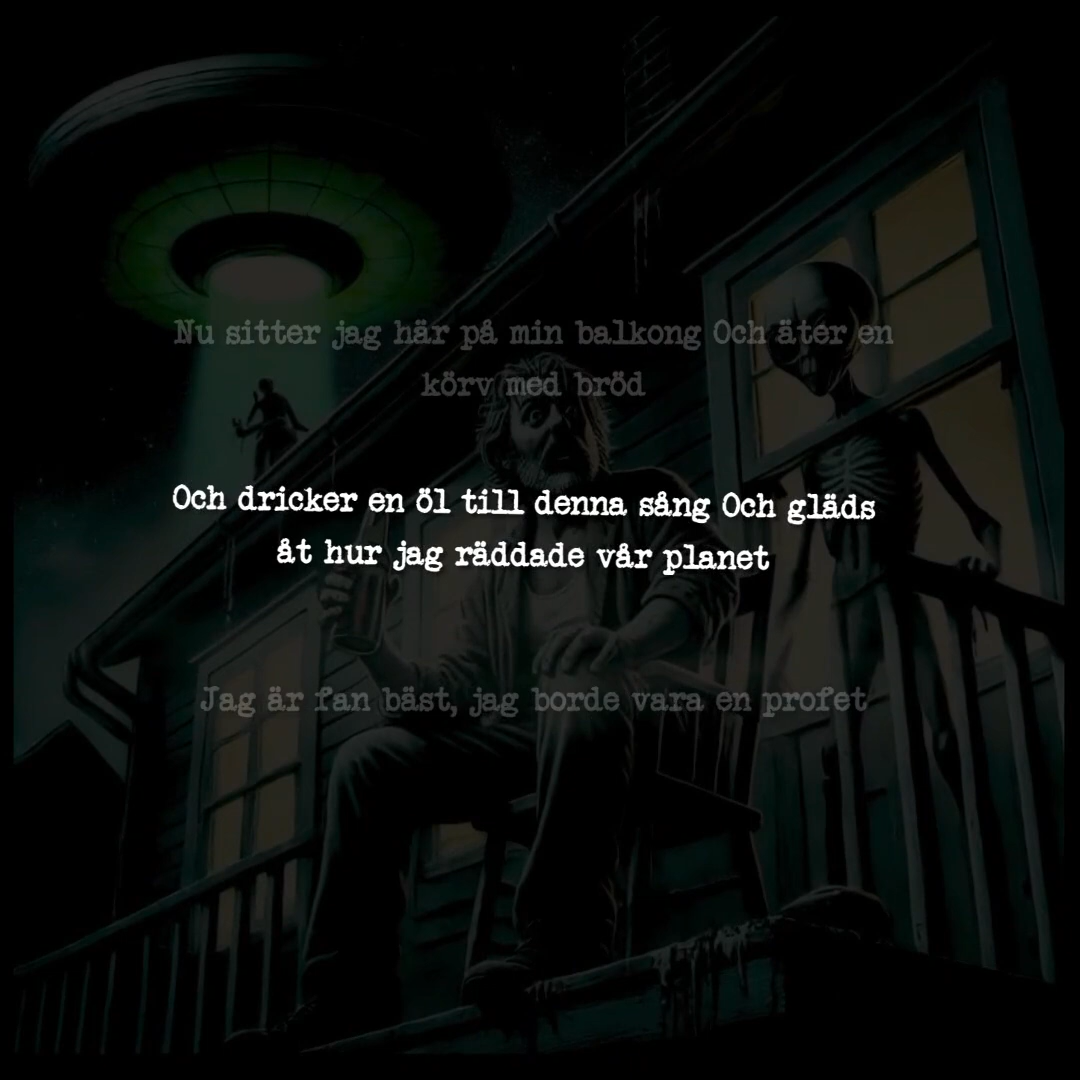 Nu sitter jag här på min balkong Och äter en
körv med bröd
Och dricker en öl till denna sång Och gläds
åt hur jag räddade vår planet
Jag är fan bäst, jag borde vara en profet